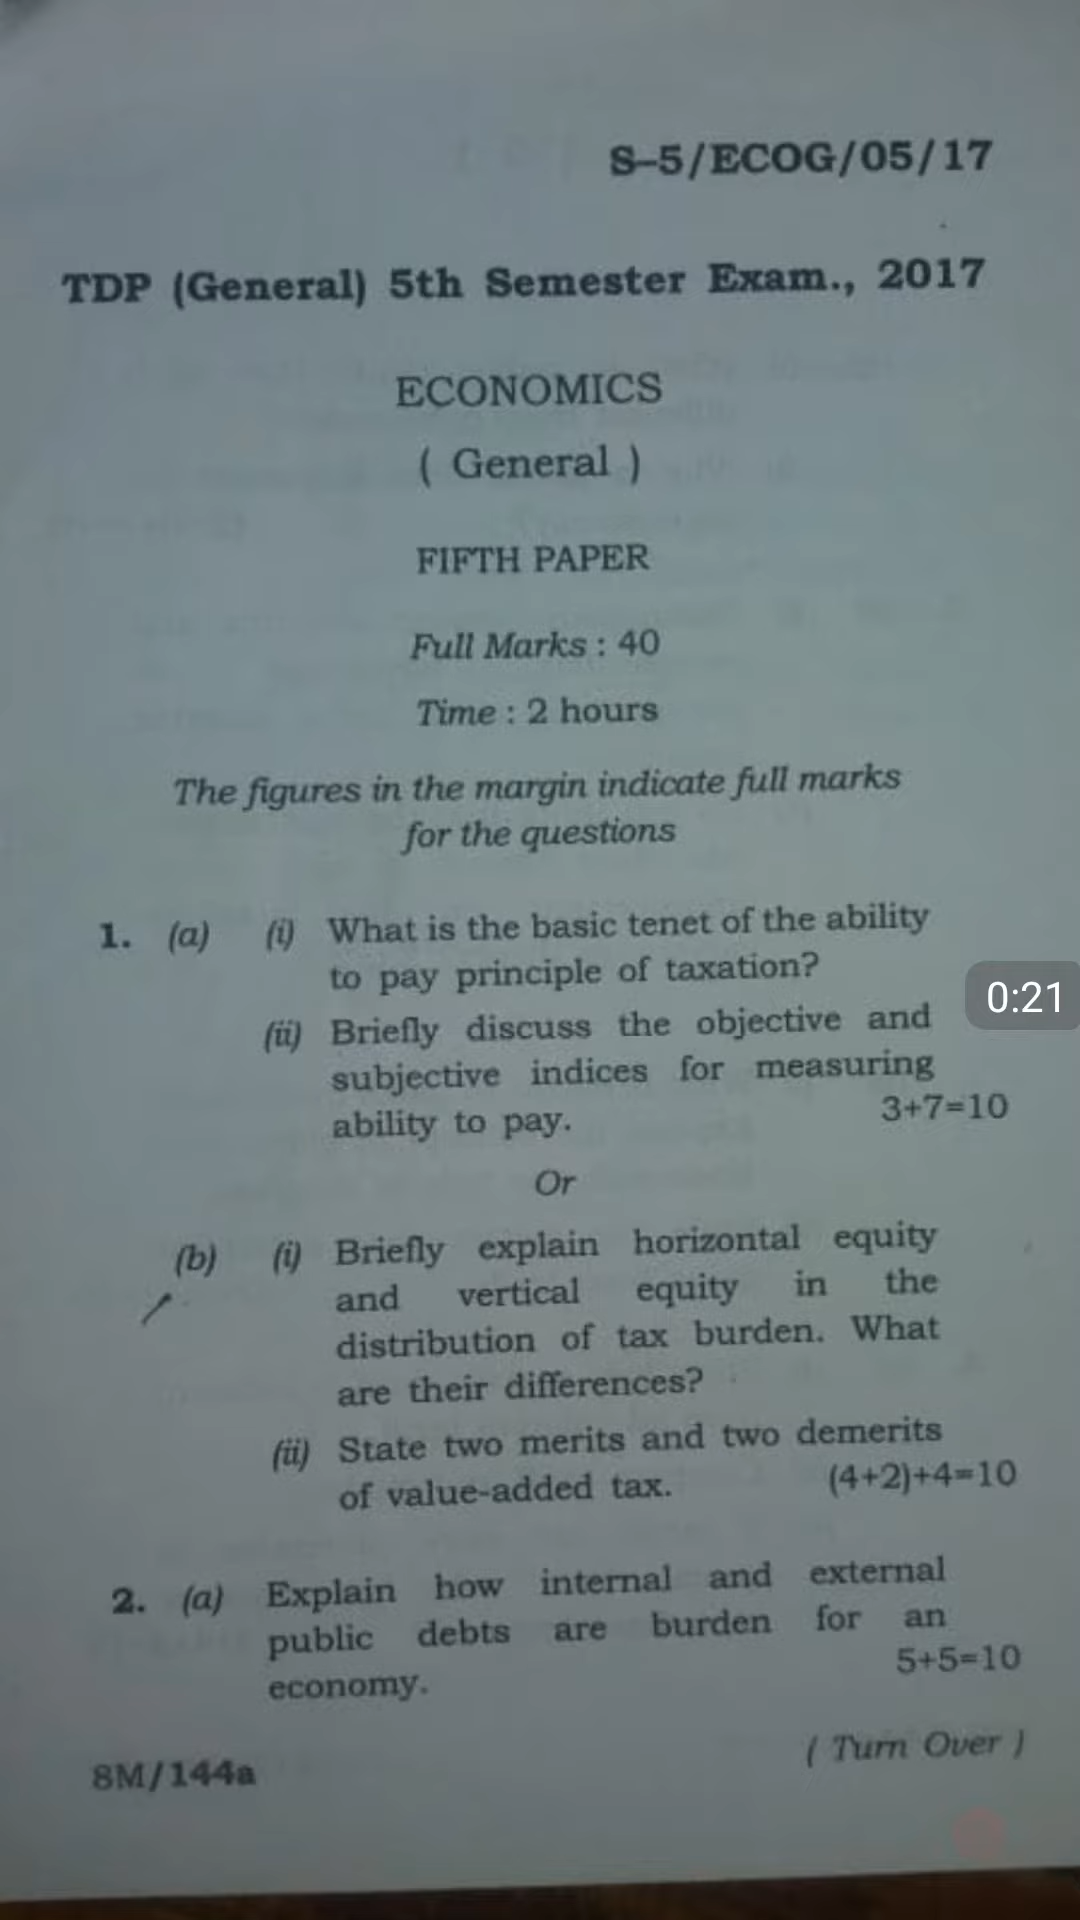 S-5/ECOG/05/17
TDP (General) 5th Semester Exam., 2017
ECONOMICS
( General )
FIFTH PAPER
Full Marks : 40
Time : 2 hours
The figures in the margin indicate full marks
for the questions
1. (a) (i) What is the basic tenet of the ability
to pay principle of taxation?
0:21
(ii) Briefly discuss the objective and
subjective indices for measuring
ability to pay. 3+7=10
Or
(b) (i) Briefly explain horizontal equity
and vertical equity in the
distribution of tax burden. What
are their differences?
(ii) State two merits and two demerits
of value-added tax. (4+2)+4=10
2. (a) Explain how internal and external
public debts are burden for an
economy. 5+5=10
8M/144a ( Turn Over )